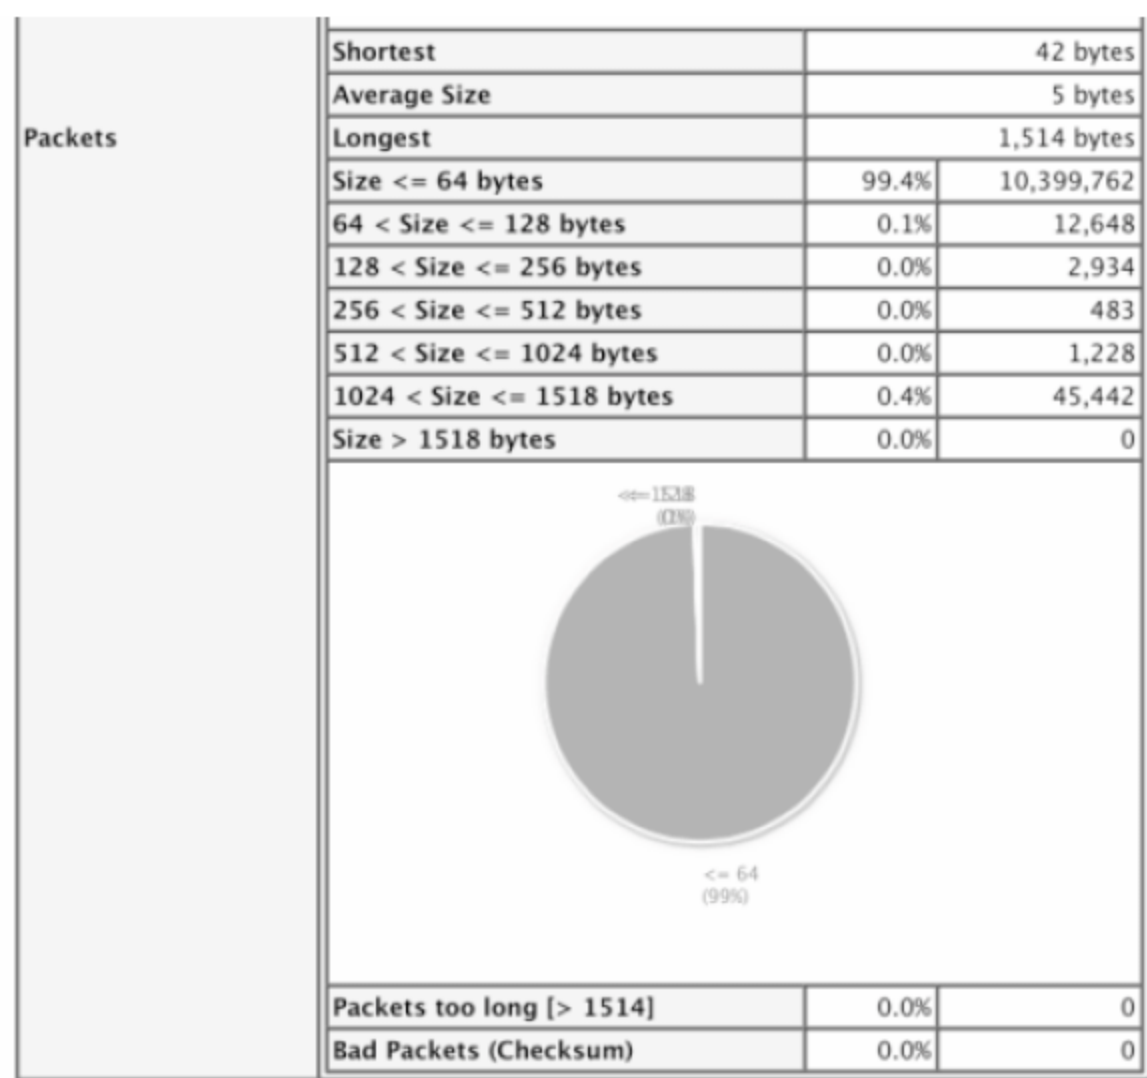 Shortest 42 bytes
Average Size 5 bytes
Packets Longest 1,514 bytes
Size <= 64 bytes 99.4% 10,399,762
64 < Size <= 128 bytes 0.1% 12,648
128 < Size <= 256 bytes 0.0% 2,934
256 < Size <= 512 bytes 0.0% 483
512 < Size <= 1024 bytes 0.0% 1,228
1024 < Size <= 1518 bytes 0.4% 45,442
Size > 1518 bytes 0.0% 0
<= 64
(99%)
Packets too long [> 1514] 0.0% 0
Bad Packets (Checksum) 0.0% 0